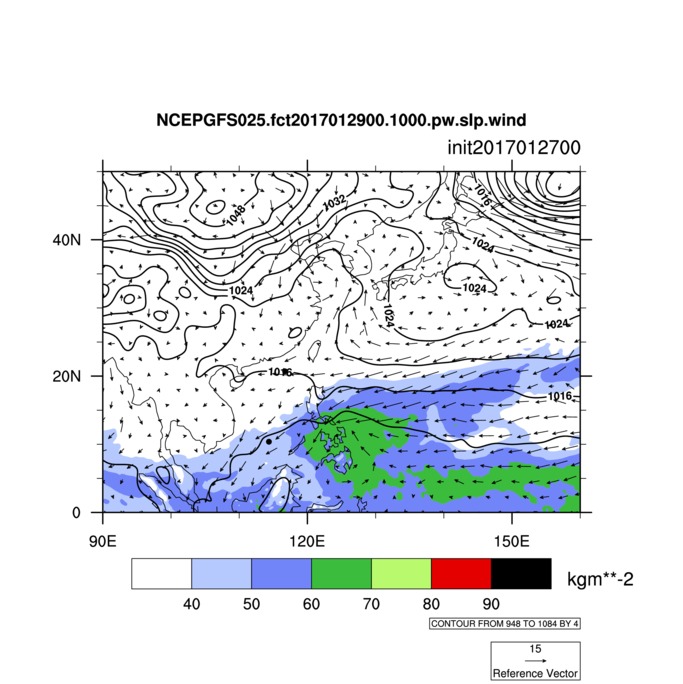 NCEPGFS025.fct2017012900.1000.pw.slp.wind
init2017012700
1048
1032
1016
1024
40N
1024
1024
1024
1024
20N
1016
1016
0
90E 120E 150E
40 50 60 70 80 90
kgm**-2
CONTOUR FROM 948 TO 1084 BY 4
15
Reference Vector